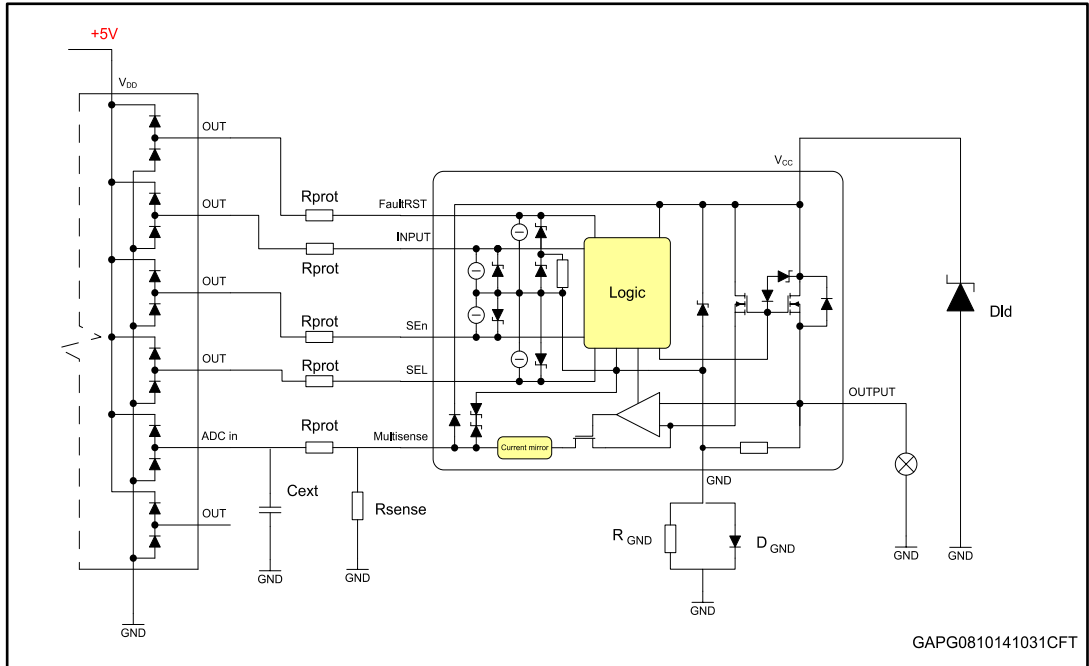 +5V
VDD
OUT
VCC
Rprot
FaultRST
OUT
INPUT
Rprot
OUT
Logic
Dld
Rprot
SEn
OUT
Rprot
SEL
OUTPUT
ADC in
Rprot
Multisense
Current mirror
GND
Cext
Rsense
OUT
R GND
D GND
GND
GND
GND
GND
GND
GND
GAPG0810141031CFT